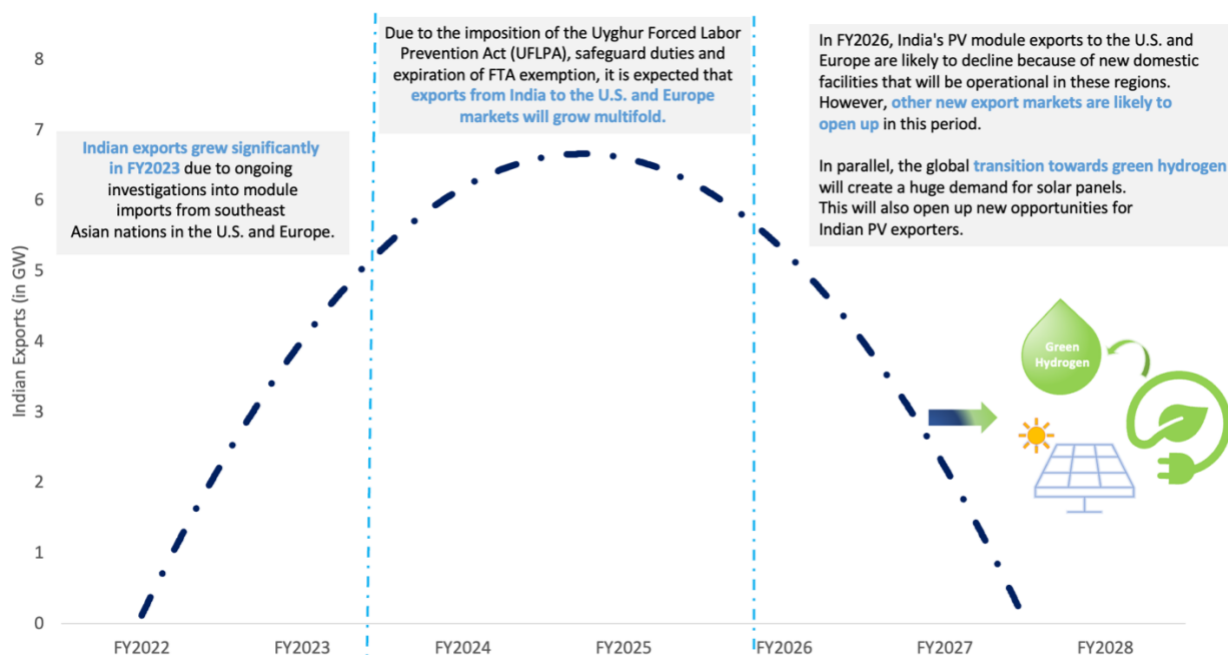 Indian Exports (in GW)
8
7
6
5
4
3
2
1
0
Indian exports grew significantly
in FY2023 due to ongoing
investigations into module
imports from southeast
Asian nations in the U.S. and Europe.
Due to the imposition of the Uyghur Forced Labor
Prevention Act (UFLPA), safeguard duties and
expiration of FTA exemption, it is expected that
exports from India to the U.S. and Europe
markets will grow multifold.
In FY2026, India's PV module exports to the U.S. and
Europe are likely to decline because of new domestic
facilities that will be operational in these regions.
However, other new export markets are likely to
open up in this period.
In parallel, the global transition towards green hydrogen
will create a huge demand for solar panels.
This will also open up new opportunities for
Indian PV exporters.
Green
Hydrogen
FY2022
FY2023
FY2024
FY2025
FY2026
FY2027
FY2028